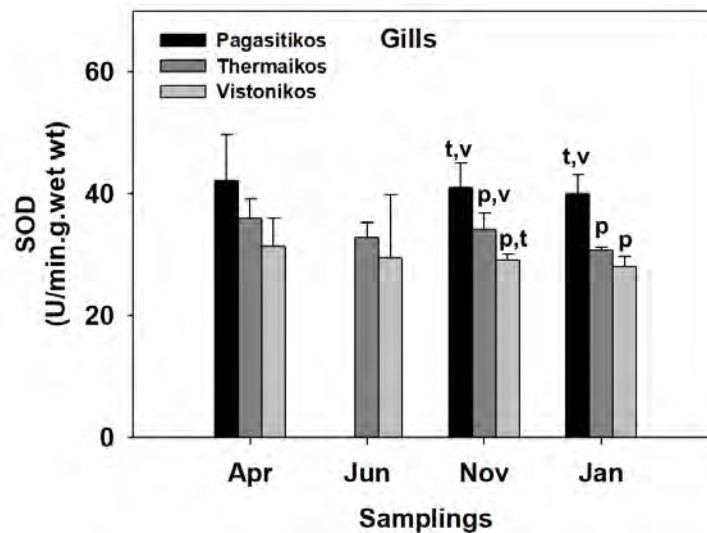 Gills
Pagasitikos
Thermaikos
Vistonikos
SOD
(U/min.g.wet wt)
60
40
20
0
t,v
p,v
p,t
t,v
p
p
Apr
Jun
Nov
Jan
Samplings